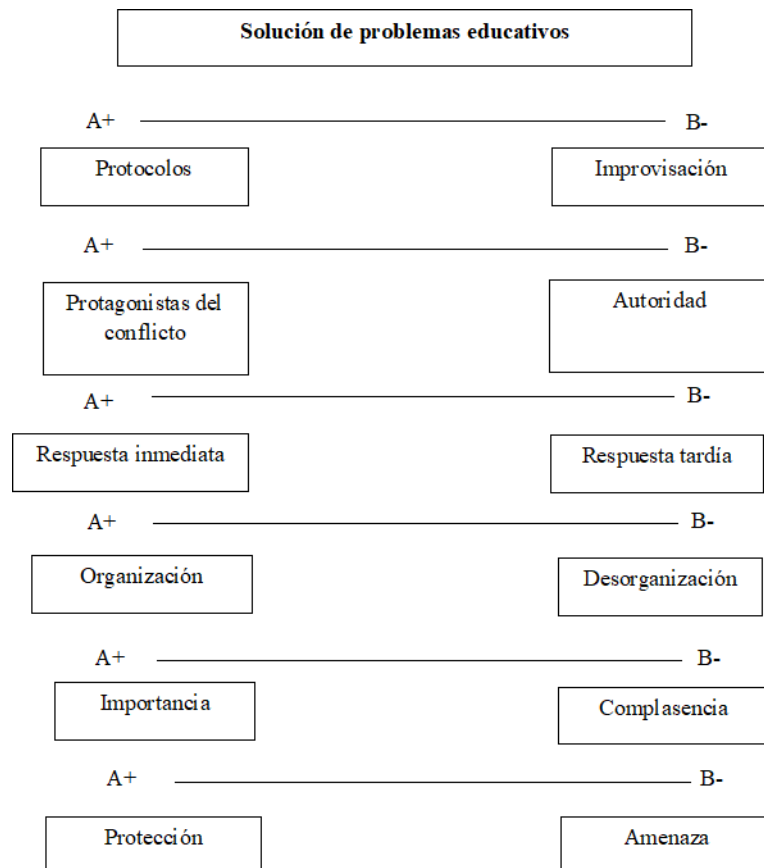 Solución de problemas educativos
A+ B-
Protocolos Improvisación
A+ B-
Protagonistas del Autoridad
conflicto
A+ B-
Respuesta inmediata Respuesta tardía
A+ B-
Organización Desorganización
A+ B-
Importancia Complasencia
A+ B-
Protección Amenaza